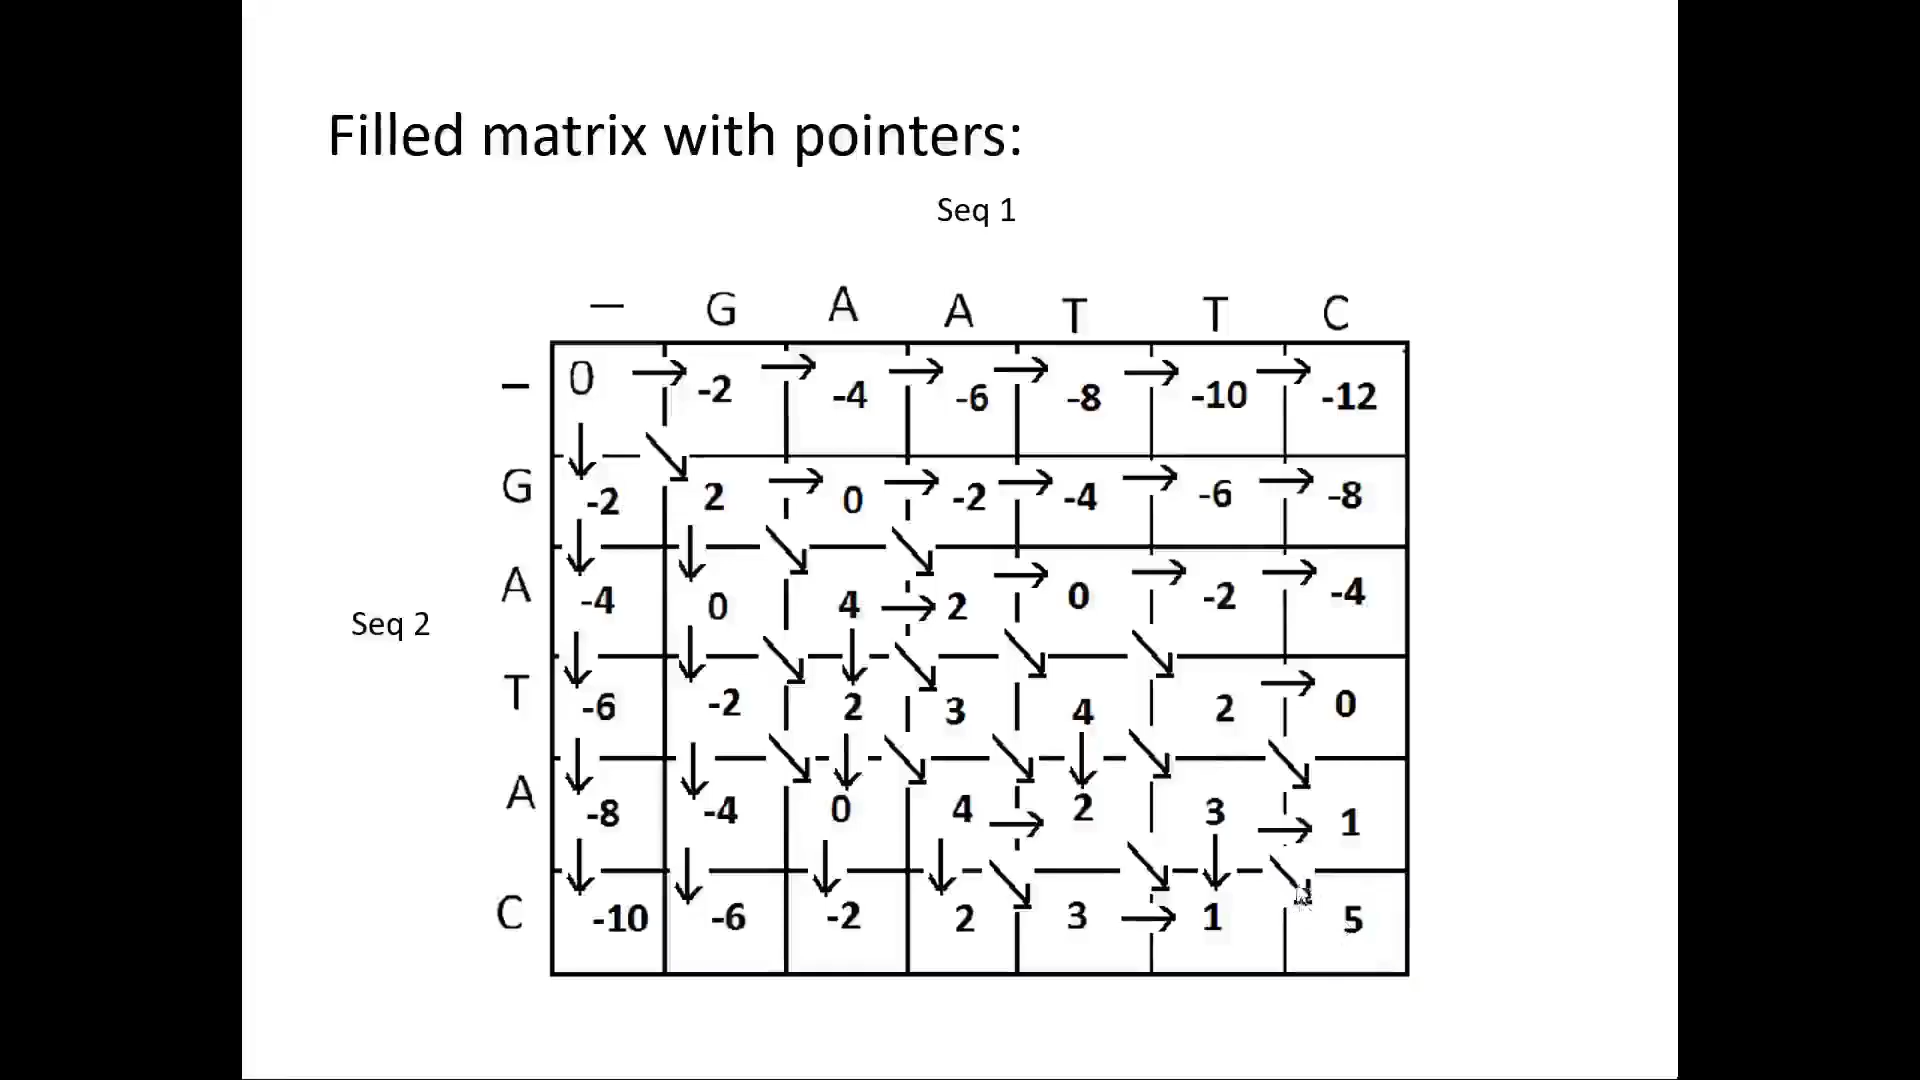 Filled matrix with pointers:
Seq 1
– G A A T T C
– 0 → -2 → -4 → -6 → -8 → -10 → -12
↓ ↘
G -2 2 → 0 → -2 → -4 → -6 → -8
↓ ↓ ↘ ↘
A -4 0 4 → 2 → 0 → -2 → -4
Seq 2
↓ ↓ ↘ ↓ ↘ ↘ ↘
T -6 -2 2 3 4 2 → 0
↓ ↓ ↘ ↓ ↘ ↘ ↓ ↘ ↘
A -8 -4 0 4 → 2 3 → 1
↓ ↓ ↓ ↓ ↘ ↘ ↓ ↘
C -10 -6 -2 2 3 → 1 5